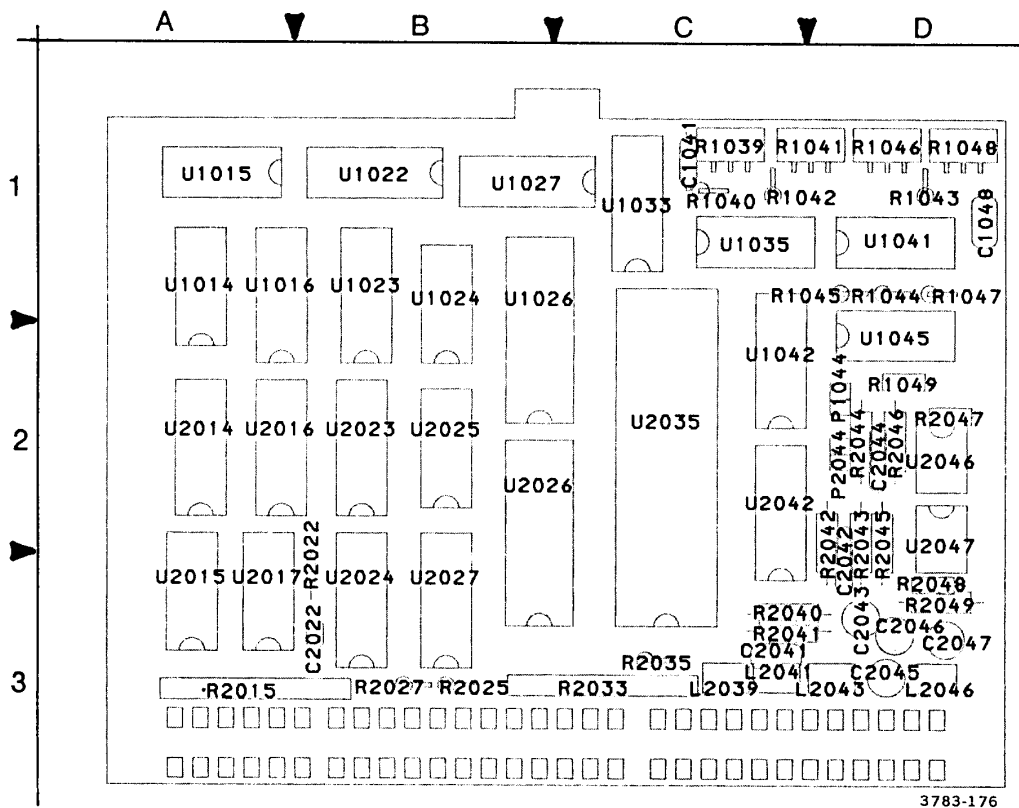 A B C D
1
2
3
C1041
R1039 R1041 R1046 R1048
U1015 U1022 U1027 U1033
R1040 R1042 R1043
C1048
U1035 U1041
U1014 U1016 U1023 U1024 U1026
R1045 R1044 R1047
U1045
U1042
P1044
R1049
U2014 U2016 U2023 U2025 U2035
R2047
P2044 R2044 C2044 R2046
U2046
U2026
U2042
R2022
R2042 C2042 R2043 R2045
U2047
U2015 U2017 U2024 U2027
R2048
R2049
C2022
R2040
R2041
C2043 C2046
C2047
C2041
R2035
L2041 C2045
R2015 R2027 R2025 R2033 L2039 L2043 L2046
3783-176